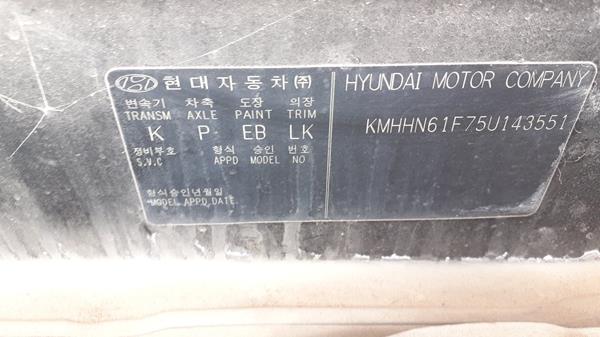 현대자동차㈜ HYUNDAI MOTOR COMPANY
변속기 차축 도장 의장
TRANSM AXLE PAINT TRIM
K P EB LK
KMHHN61F75U143551
정비부호 형식 승인 번호
S.V.C APPD MODEL NO
형식승인년월일
*MODEL.APPD,DATE.